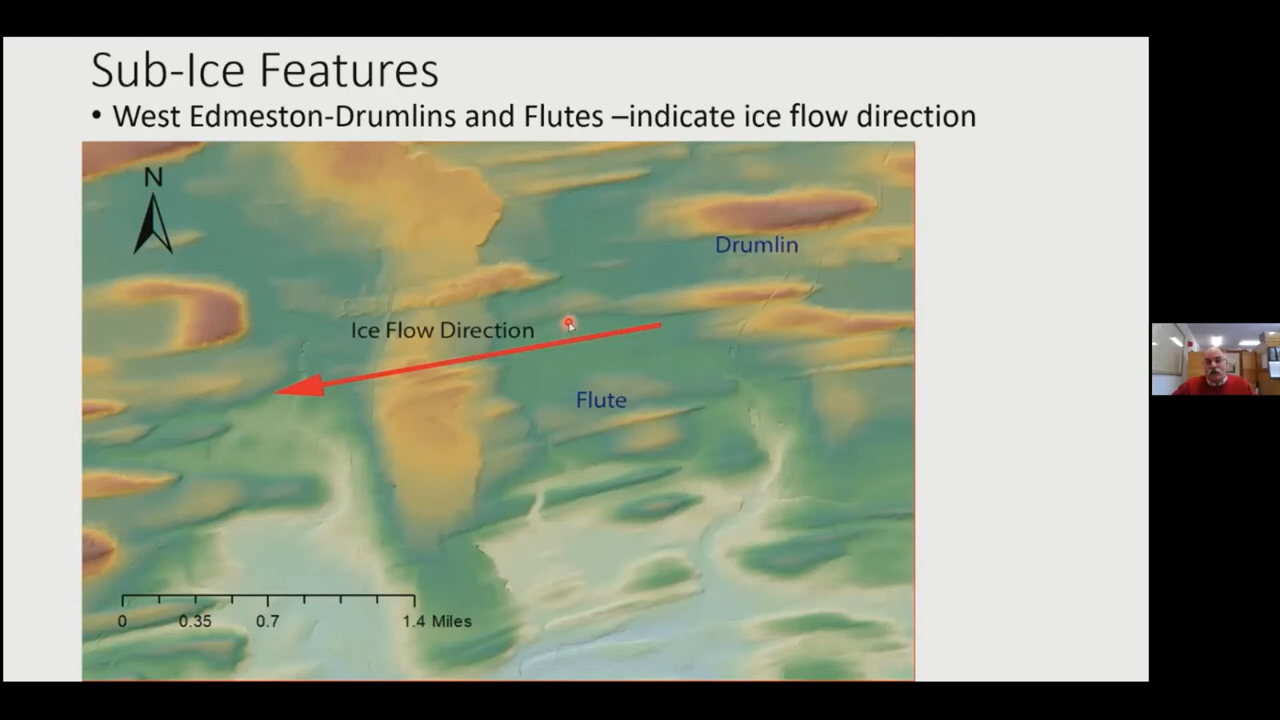 Sub-Ice Features
• West Edmeston-Drumlins and Flutes –indicate ice flow direction
N
Drumlin
Ice Flow Direction
Flute
0 0.35 0.7 1.4 Miles